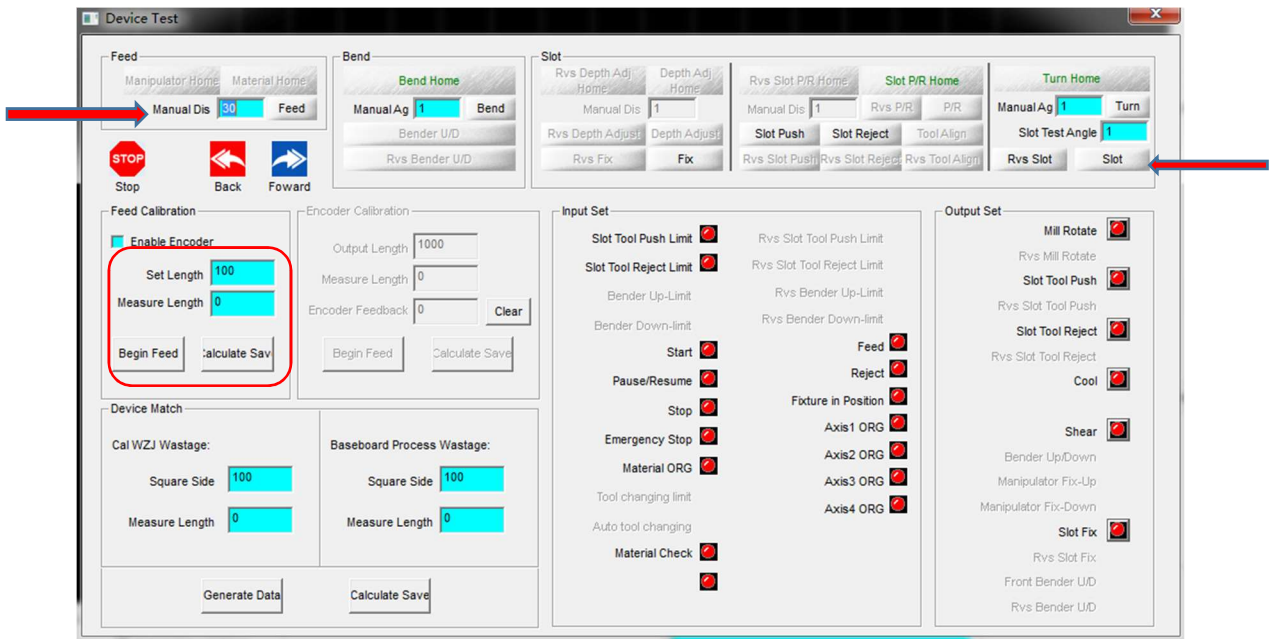 Device Test
Feed
Manipulator Home Material Home
Manual Dis 30 Feed
STOP
Stop Back Foward
Bend
Bend Home
Manual Ag 1 Bend
Bender U/D
Rvs Bender U/D
Slot
Rvs Depth Adj Home Depth Adj Home
Manual Dis 1
Rvs Depth Adjust Depth Adjust
Rvs Fix Fix
Rvs Slot P/R Home Slot P/R Home
Manual Dis 1 Rvs P/R P/R
Slot Push Slot Reject Tool Align
Rvs Slot Push Rvs Slot Reject Rvs Tool Align
Turn Home
Manual Ag 1 Turn
Slot Test Angle 1
Rvs Slot Slot
Feed Calibration
Enable Encoder
Set Length 100
Measure Length 0
Begin Feed Calculate Sav
Encoder Calibration
Output Length 1000
Measure Length 0
Encoder Feedback 0 Clear
Begin Feed Calculate Save
Device Match
Cal WZJ Wastage:
Square Side 100
Measure Length 0
Baseboard Process Wastage:
Square Side 100
Measure Length 0
Generate Data Calculate Save
Input Set
Slot Tool Push Limit
Slot Tool Reject Limit
Bender Up-Limit
Bender Down-limit
Start
Pause/Resume
Stop
Emergency Stop
Material ORG
Tool changing limit
Auto tool changing
Material Check
Rvs Slot Tool Push Limit
Rvs Slot Tool Reject Limit
Rvs Bender Up-Limit
Rvs Bender Down-limit
Feed
Reject
Fixture in Position
Axis1 ORG
Axis2 ORG
Axis3 ORG
Axis4 ORG
Output Set
Mill Rotate
Rvs Mill Rotate
Slot Tool Push
Rvs Slot Tool Push
Slot Tool Reject
Rvs Slot Tool Reject
Cool
Shear
Bender Up/Down
Manipulator Fix-Up
Manipulator Fix-Down
Slot Fix
Rvs Slot Fix
Front Bender U/D
Rvs Bender U/D